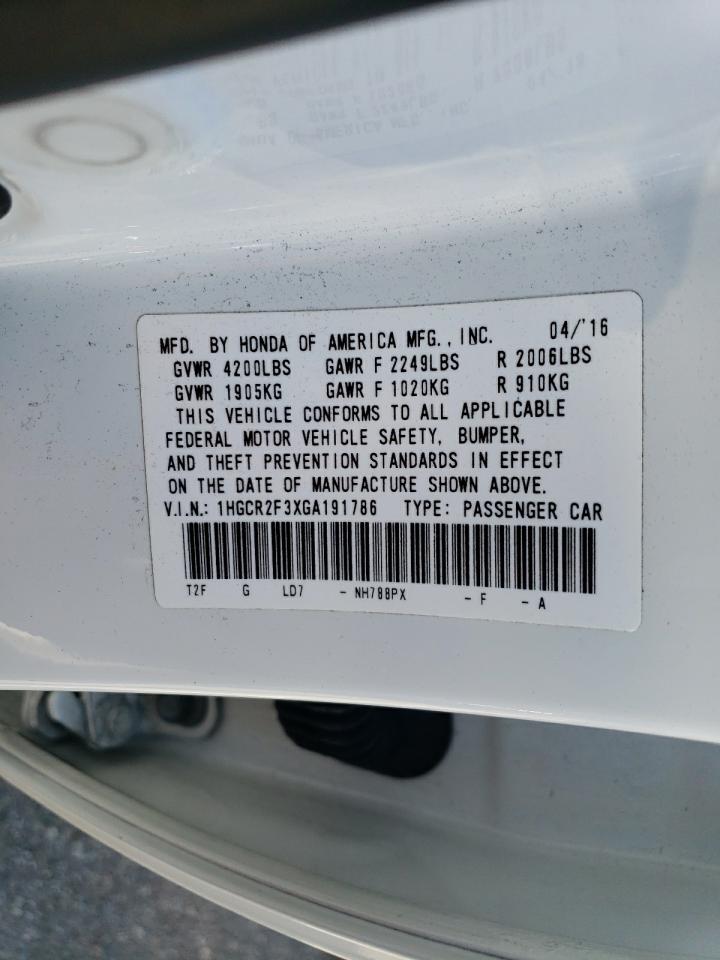 MFD. BY HONDA OF AMERICA MFG., INC. 04/'16
GVWR 4200LBS GAWR F 2249LBS R 2006LBS
GVWR 1905KG GAWR F 1020KG R 910KG
THIS VEHICLE CONFORMS TO ALL APPLICABLE
FEDERAL MOTOR VEHICLE SAFETY, BUMPER,
AND THEFT PREVENTION STANDARDS IN EFFECT
ON THE DATE OF MANUFACTURE SHOWN ABOVE.
V.I.N.: 1HGCR2F3XGA191786 TYPE: PASSENGER CAR
T2F G LD7 - NH788PX - F - A